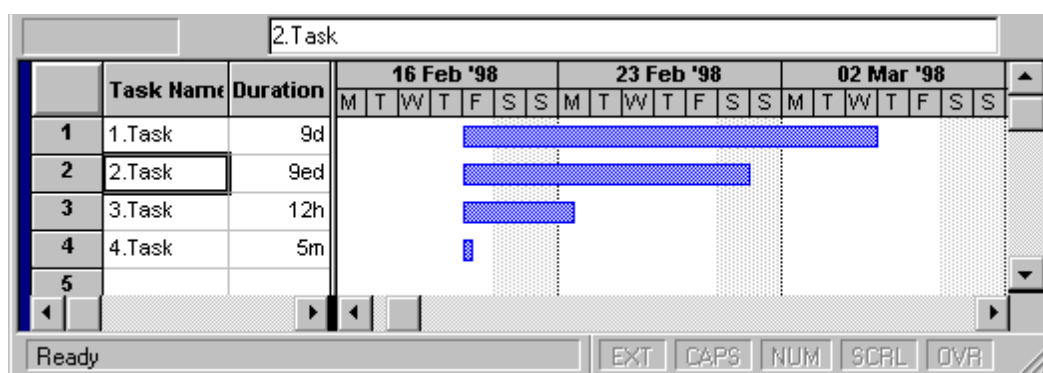 2.Task
Task Name Duration 16 Feb '98 23 Feb '98 02 Mar '98
M T W T F S S M T W T F S S M T W T F S S
1 1.Task 9d
2 2.Task 9ed
3 3.Task 12h
4 4.Task 5m
5
Ready EXT CAPS NUM SCRL OVR